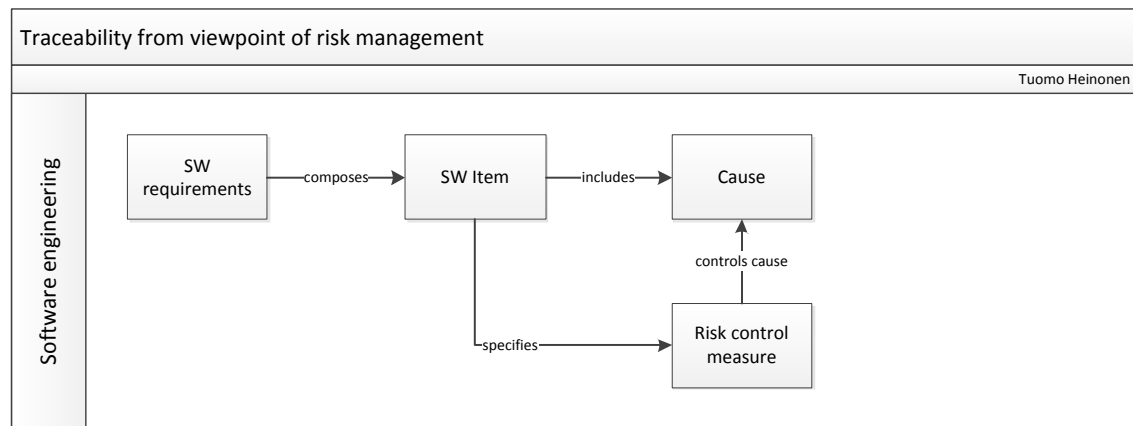 Traceability from viewpoint of risk management
Tuomo Heinonen
Software engineering
SW
requirements
composes
SW Item
includes
Cause
controls cause
specifies
Risk control
measure